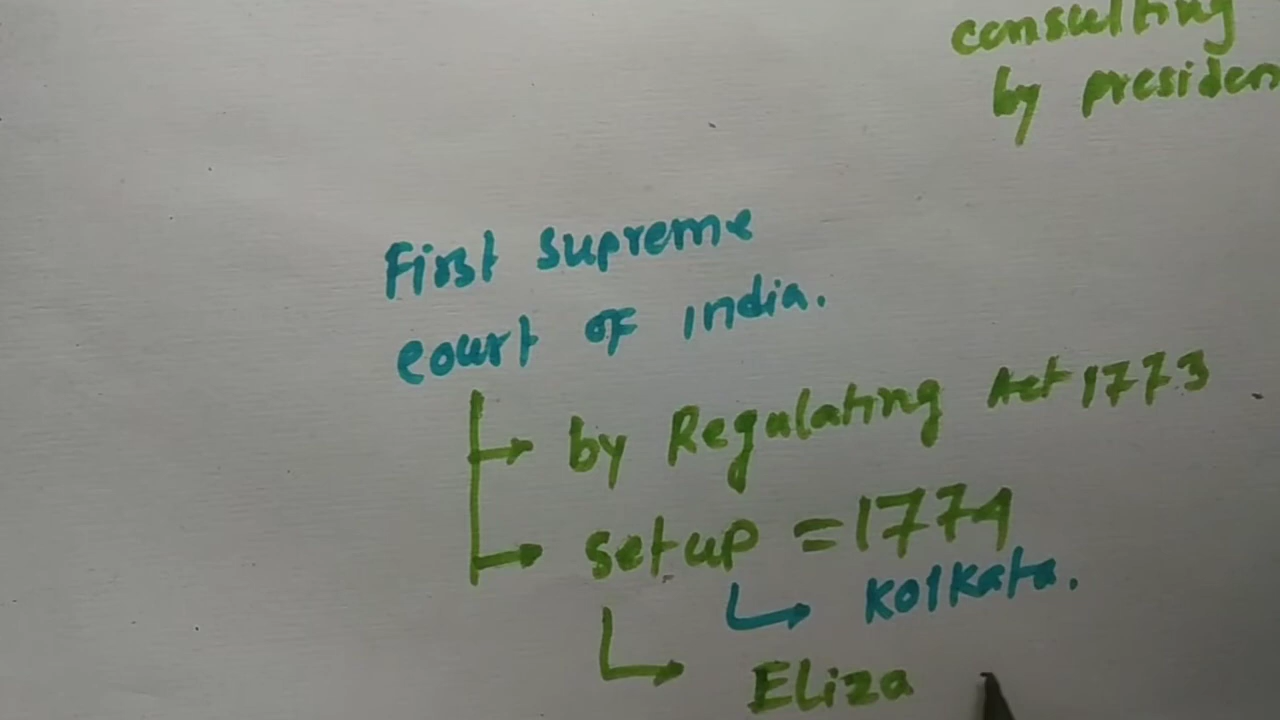 consulting
by presiden
First Supreme
court of india.
by Regulating Act 1773
setup = 1774
Kolkata.
Eliza